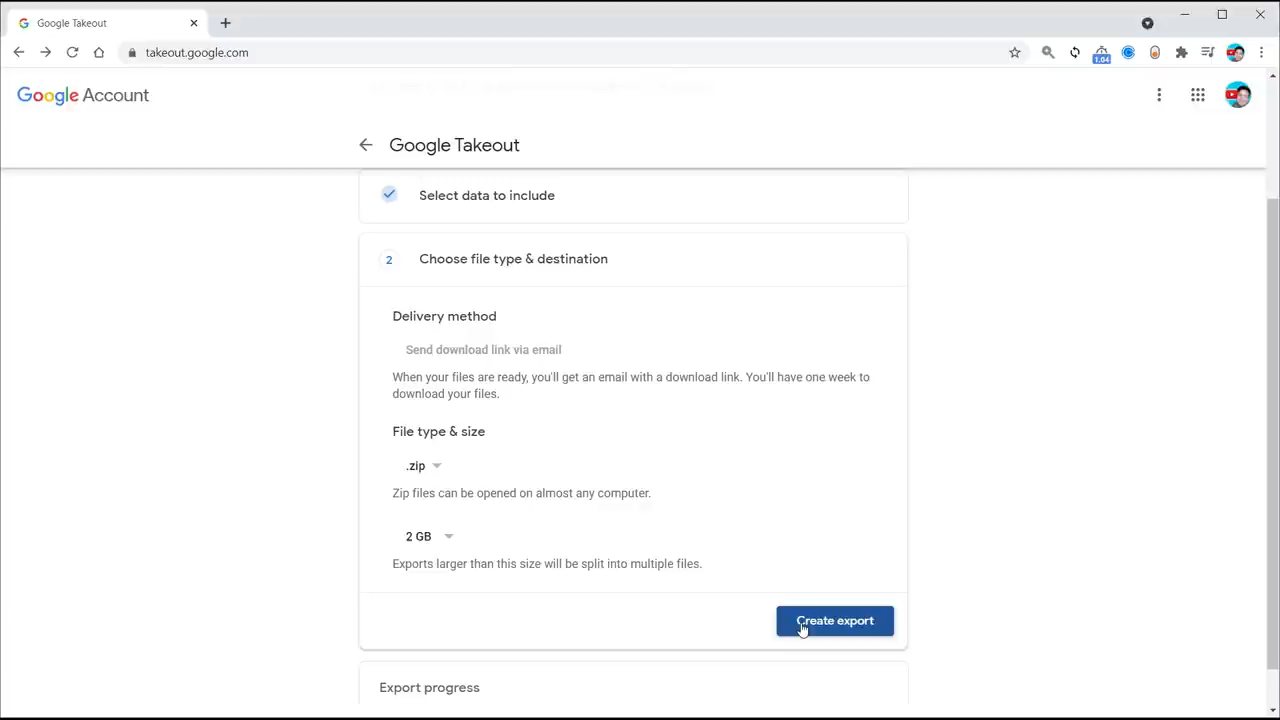 Google Takeout
takeout.google.com
1.04
Google Account
Google Takeout
Select data to include
2
Choose file type & destination
Delivery method
Send download link via email
When your files are ready, you'll get an email with a download link. You'll have one week to
download your files.
File type & size
.zip
Zip files can be opened on almost any computer.
2 GB
Exports larger than this size will be split into multiple files.
Create export
Export progress